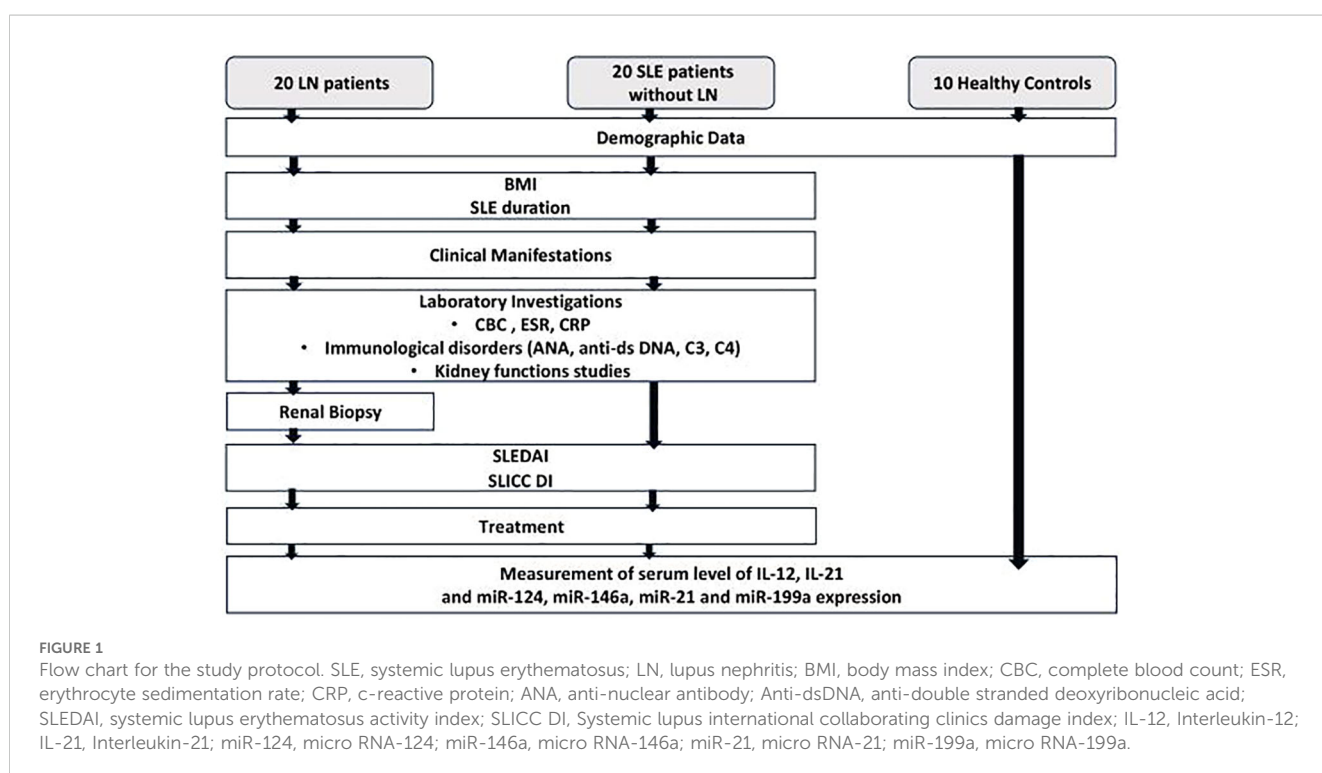 20 LN patients
20 SLE patients
without LN
10 Healthy Controls
Demographic Data
BMI
SLE duration
Clinical Manifestations
Laboratory Investigations
• CBC , ESR, CRP
• Immunological disorders (ANA, anti-ds DNA, C3, C4)
• Kidney functions studies
Renal Biopsy
SLEDAI
SLICC DI
Treatment
Measurement of serum level of IL-12, IL-21
and miR-124, miR-146a, miR-21 and miR-199a expression
FIGURE 1
Flow chart for the study protocol. SLE, systemic lupus erythematosus; LN, lupus nephritis; BMI, body mass index; CBC, complete blood count; ESR,
erythrocyte sedimentation rate; CRP, c-reactive protein; ANA, anti-nuclear antibody; Anti-dsDNA, anti-double stranded deoxyribonucleic acid;
SLEDAI, systemic lupus erythematosus activity index; SLICC DI, Systemic lupus international collaborating clinics damage index; IL-12, Interleukin-12;
IL-21, Interleukin-21; miR-124, micro RNA-124; miR-146a, micro RNA-146a; miR-21, micro RNA-21; miR-199a, micro RNA-199a.